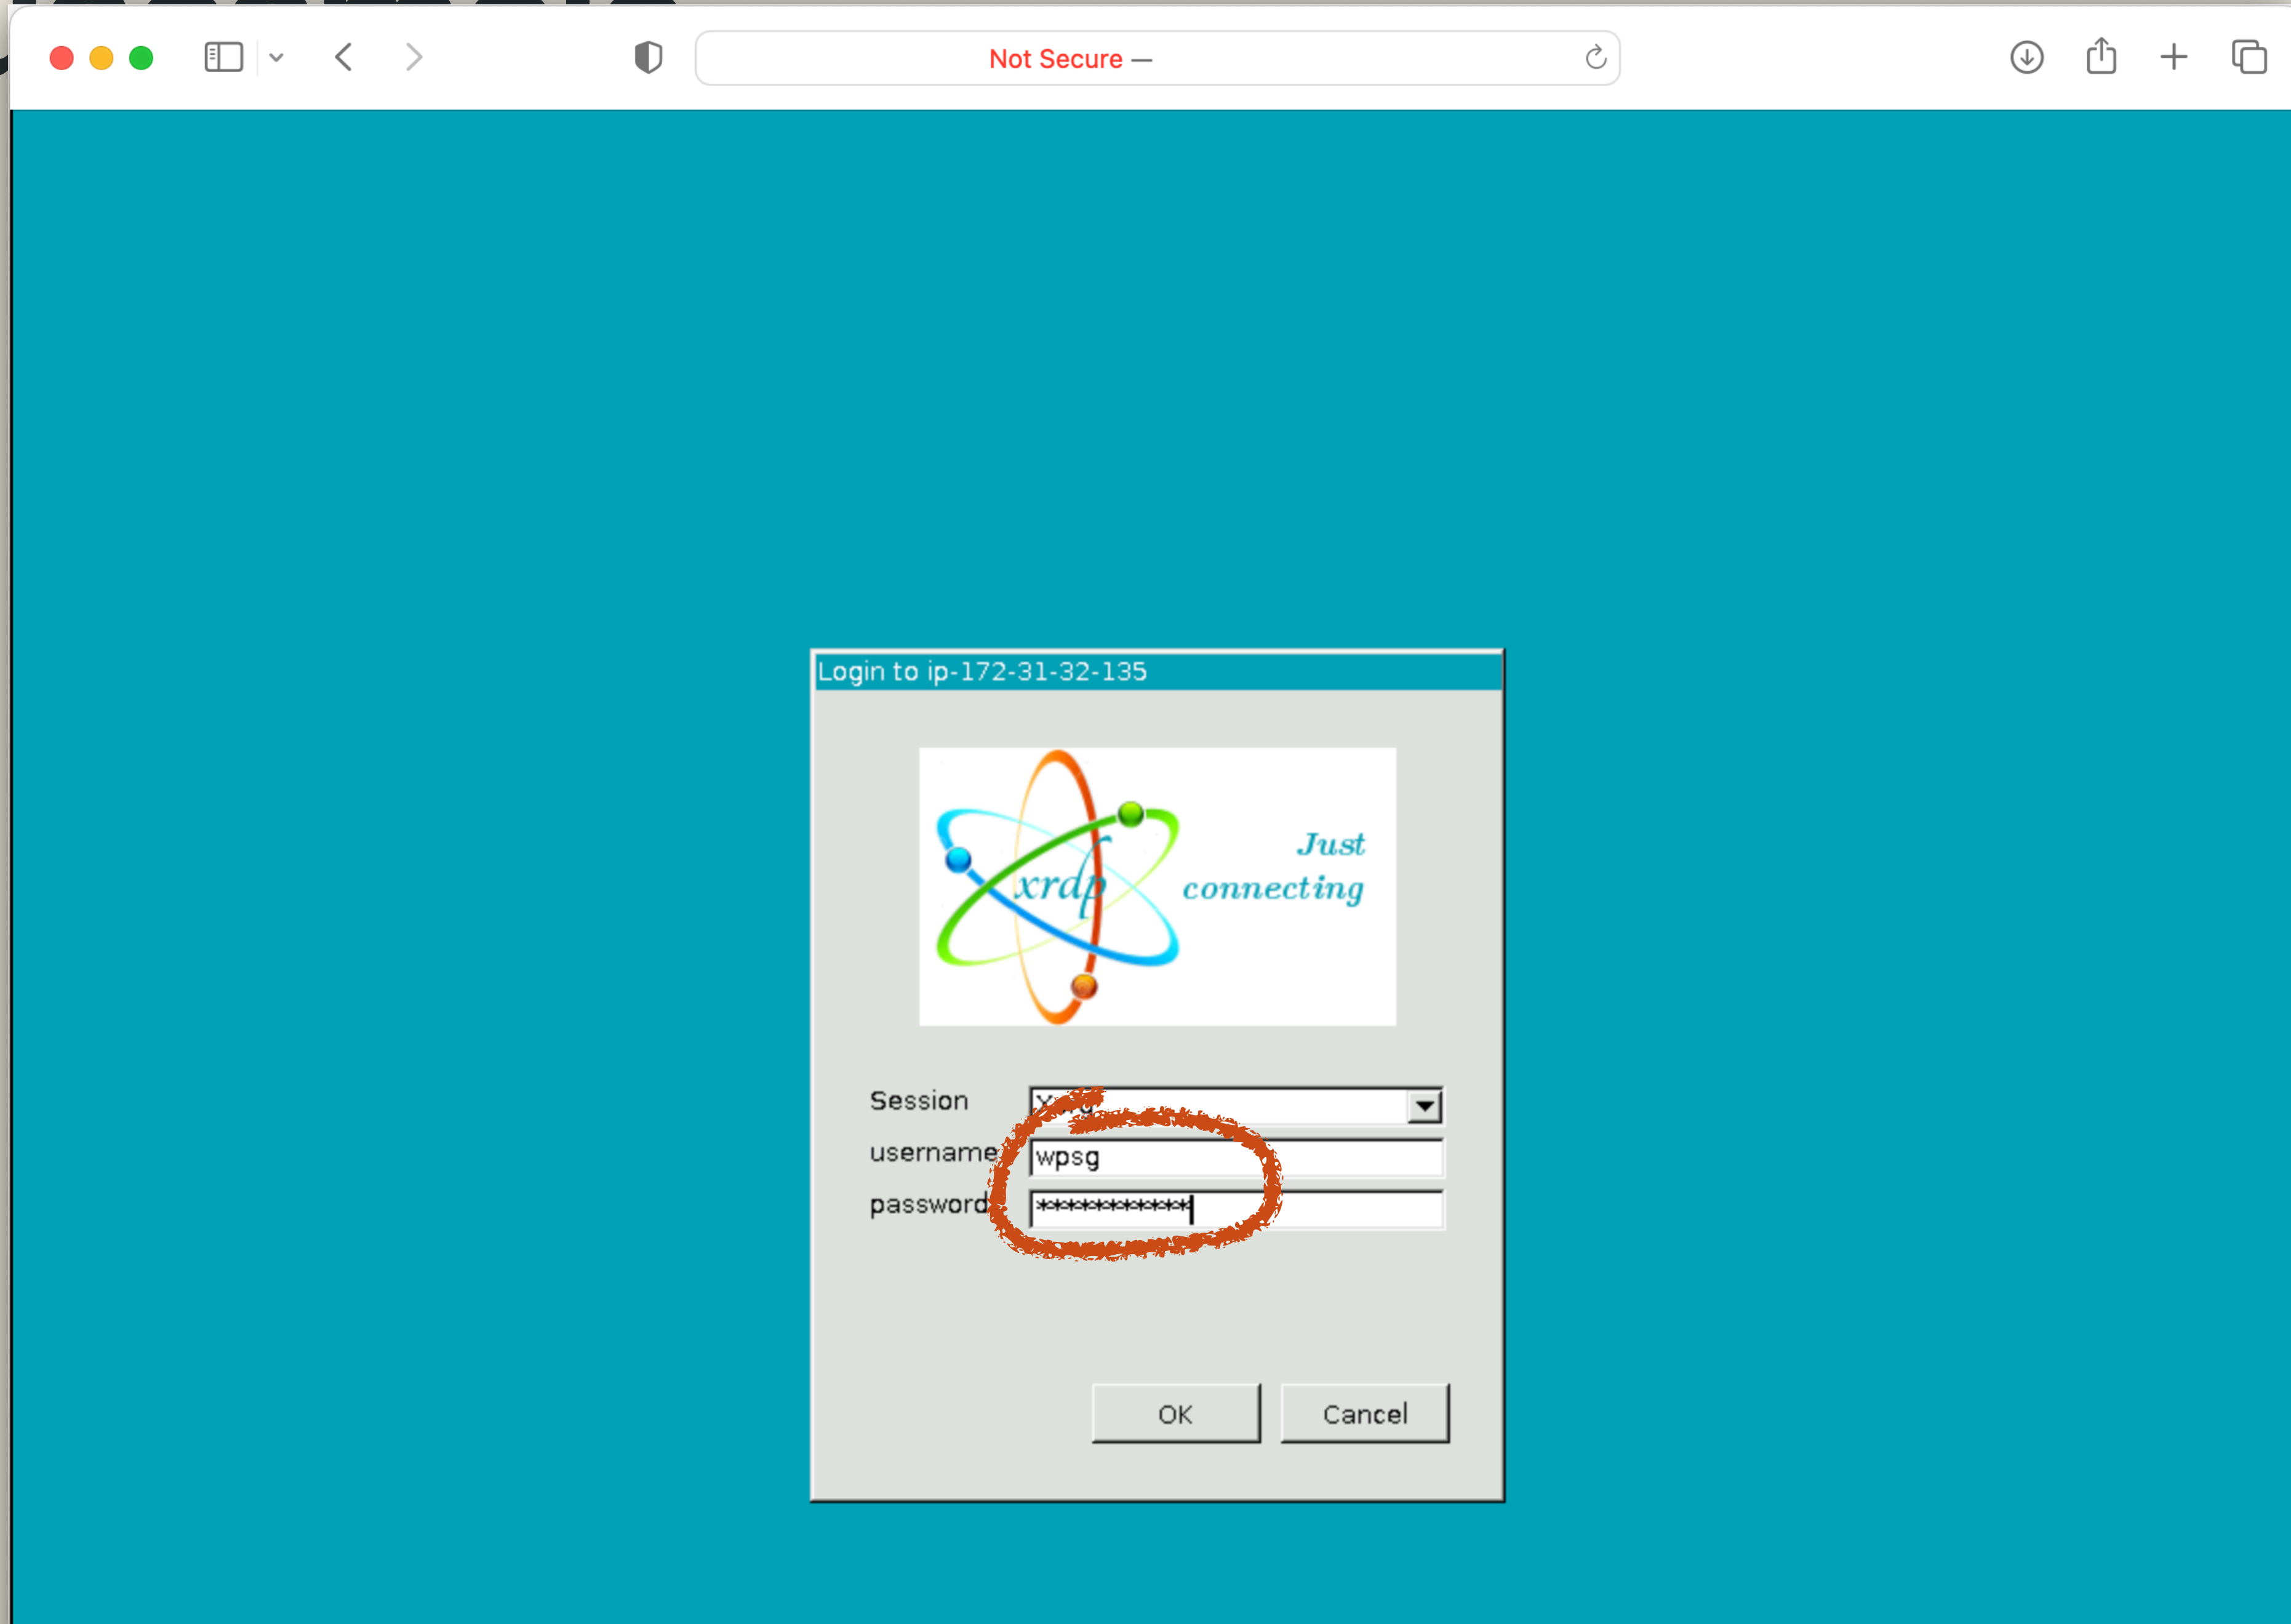 Not Secure —
Login to ip-172-31-32-135
xrdp
Just
connecting
Session
username wpsg
password ***********
OK Cancel